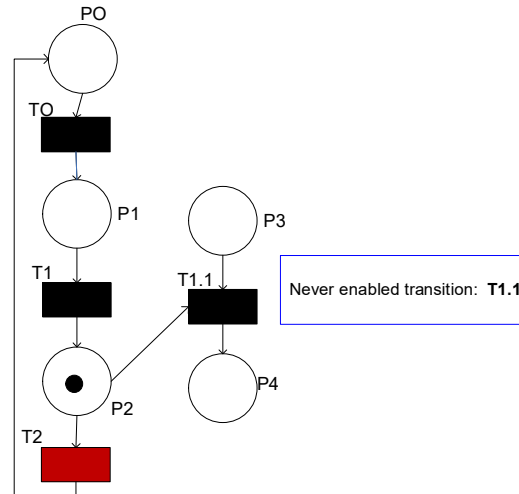 PO
TO
P1
P3
T1
T1.1
Never enabled transition: T1.1
P2
P4
T2